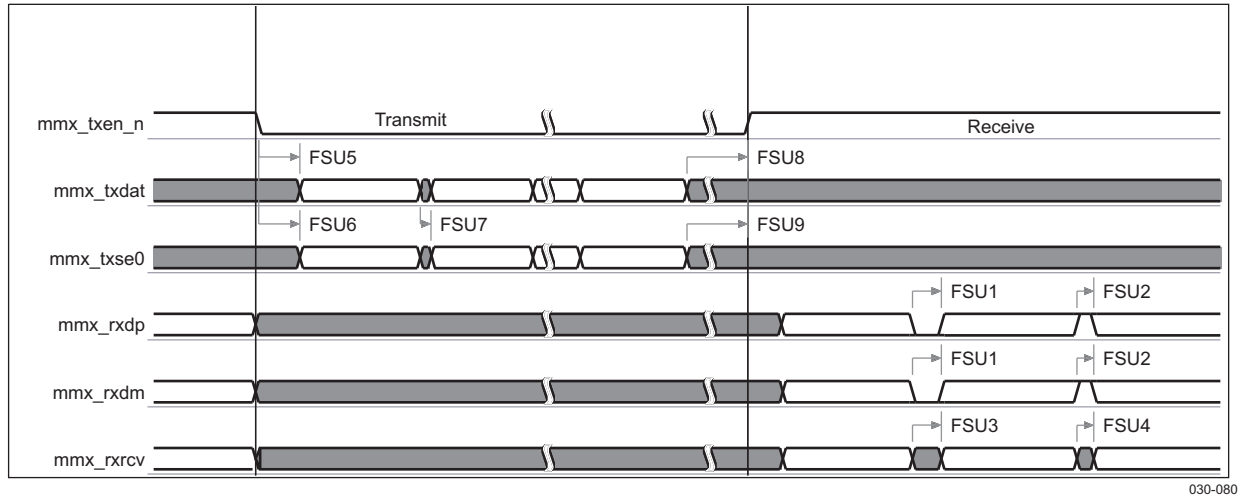 mmx_txen_n
Transmit
Receive
FSU5
FSU8
mmx_txdat
FSU6
FSU7
FSU9
mmx_txse0
FSU1
FSU2
mmx_rxdp
FSU1
FSU2
mmx_rxdm
FSU3
FSU4
mmx_rxrcv
030-080